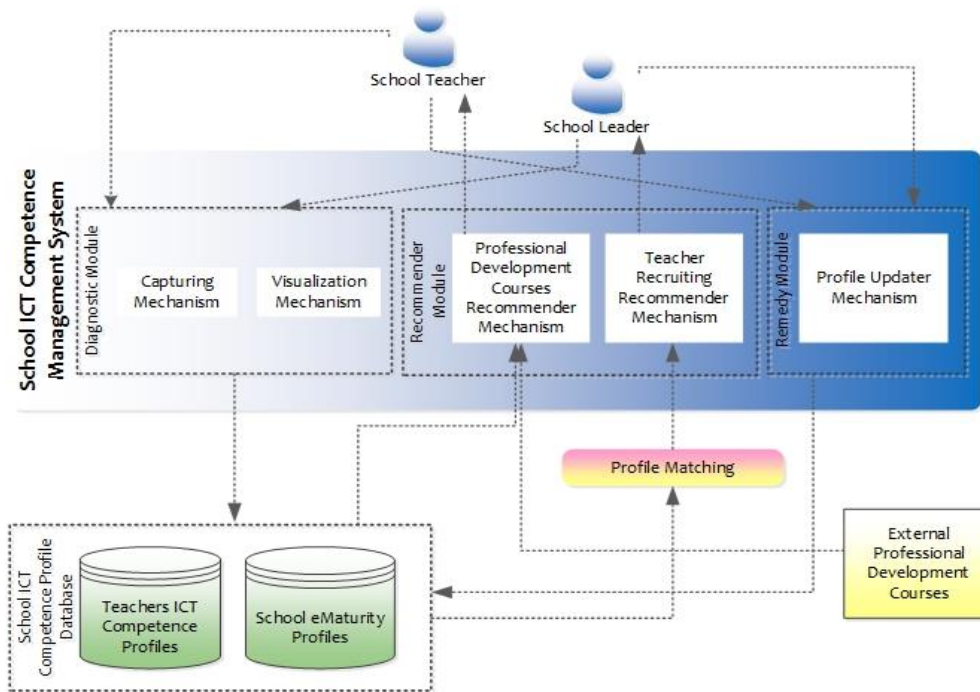 School Teacher
School Leader
School ICT Competence
Management System
Diagnostic Module
Capturing
Mechanism
Visualization
Mechanism
Recommender
Module
Professional
Development
Courses
Recommender
Mechanism
Teacher
Recruiting
Recommender
Mechanism
Remedy Module
Profile Updater
Mechanism
Profile Matching
School ICT
Competence Profile
Database
Teachers ICT
Competence
Profiles
School eMaturity
Profiles
External
Professional
Development
Courses